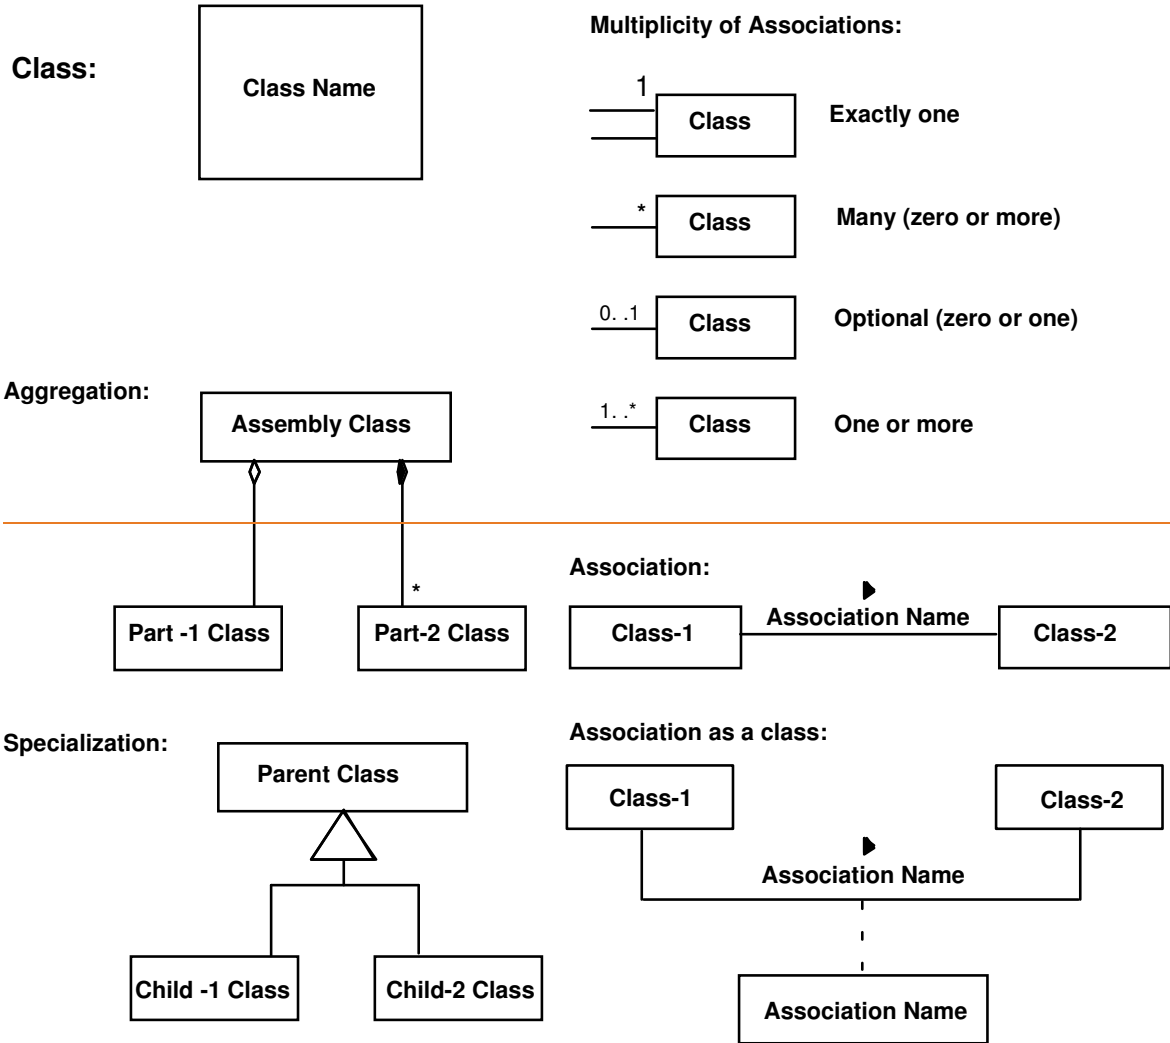 Class:
Class Name
Multiplicity of Associations:
1
Class
Exactly one
*
Class
Many (zero or more)
0. .1
Class
Optional (zero or one)
1. .*
Class
One or more
Aggregation:
Assembly Class
*
Part -1 Class
Part-2 Class
Association:
Class-1
Association Name
Class-2
Specialization:
Parent Class
Child -1 Class
Child-2 Class
Association as a class:
Class-1
Class-2
Association Name
Association Name